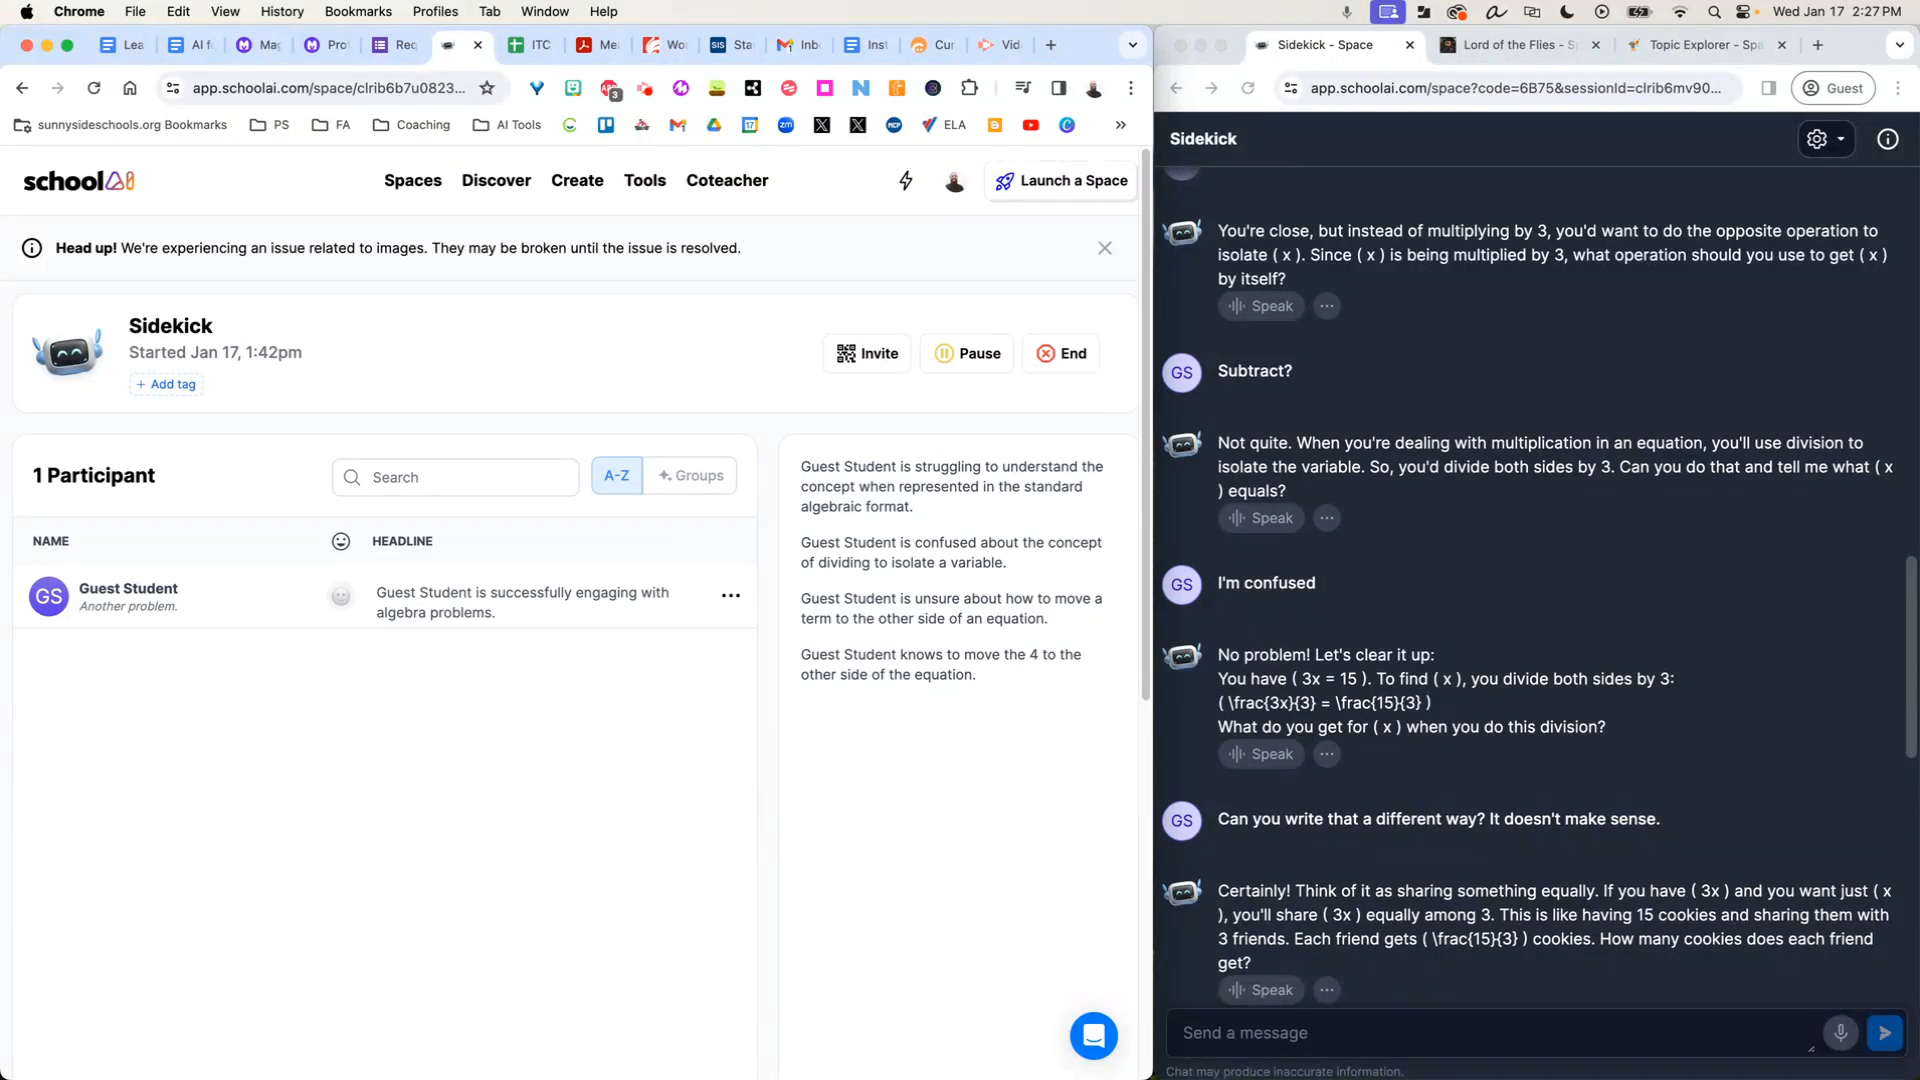 Chrome File Edit View History Bookmarks Profiles Tab Window Help
Wed Jan 17 2:27 PM
Lea
AI f
Mag
Pro
Rec
ITC
Me
Wo
Sta
Inb
Inst
Cur
Vid
app.schoolai.com/space/clrib6b7u0823...
3
sunnysideschools.org Bookmarks
PS
FA
Coaching
AI Tools
ELA
schoolAI
Spaces
Discover
Create
Tools
Coteacher
Launch a Space
Head up! We're experiencing an issue related to images. They may be broken until the issue is resolved.
Sidekick
Started Jan 17, 1:42pm
+ Add tag
Invite
Pause
End
1 Participant
Search
A-Z
Groups
NAME
HEADLINE
GS
Guest Student
Another problem.
Guest Student is successfully engaging with
algebra problems.
Guest Student is struggling to understand the
concept when represented in the standard
algebraic format.
Guest Student is confused about the concept
of dividing to isolate a variable.
Guest Student is unsure about how to move a
term to the other side of an equation.
Guest Student knows to move the 4 to the
other side of the equation.
Sidekick - Space
Lord of the Flies - S
Topic Explorer - Spa
app.schoolai.com/space?code=6B75&sessionId=clrib6mv90...
Guest
Sidekick
You're close, but instead of multiplying by 3, you'd want to do the opposite operation to
isolate ( x ). Since ( x ) is being multiplied by 3, what operation should you use to get ( x )
by itself?
Speak
GS
Subtract?
Not quite. When you're dealing with multiplication in an equation, you'll use division to
isolate the variable. So, you'd divide both sides by 3. Can you do that and tell me what ( x
) equals?
Speak
GS
I'm confused
No problem! Let's clear it up:
You have ( 3x = 15 ). To find ( x ), you divide both sides by 3:
( \frac{3x}{3} = \frac{15}{3} )
What do you get for ( x ) when you do this division?
Speak
GS
Can you write that a different way? It doesn't make sense.
Certainly! Think of it as sharing something equally. If you have ( 3x ) and you want just ( x
), you'll share ( 3x ) equally among 3. This is like having 15 cookies and sharing them with
3 friends. Each friend gets ( \frac{15}{3} ) cookies. How many cookies does each friend
get?
Speak
Send a message
Chat may produce inaccurate information.